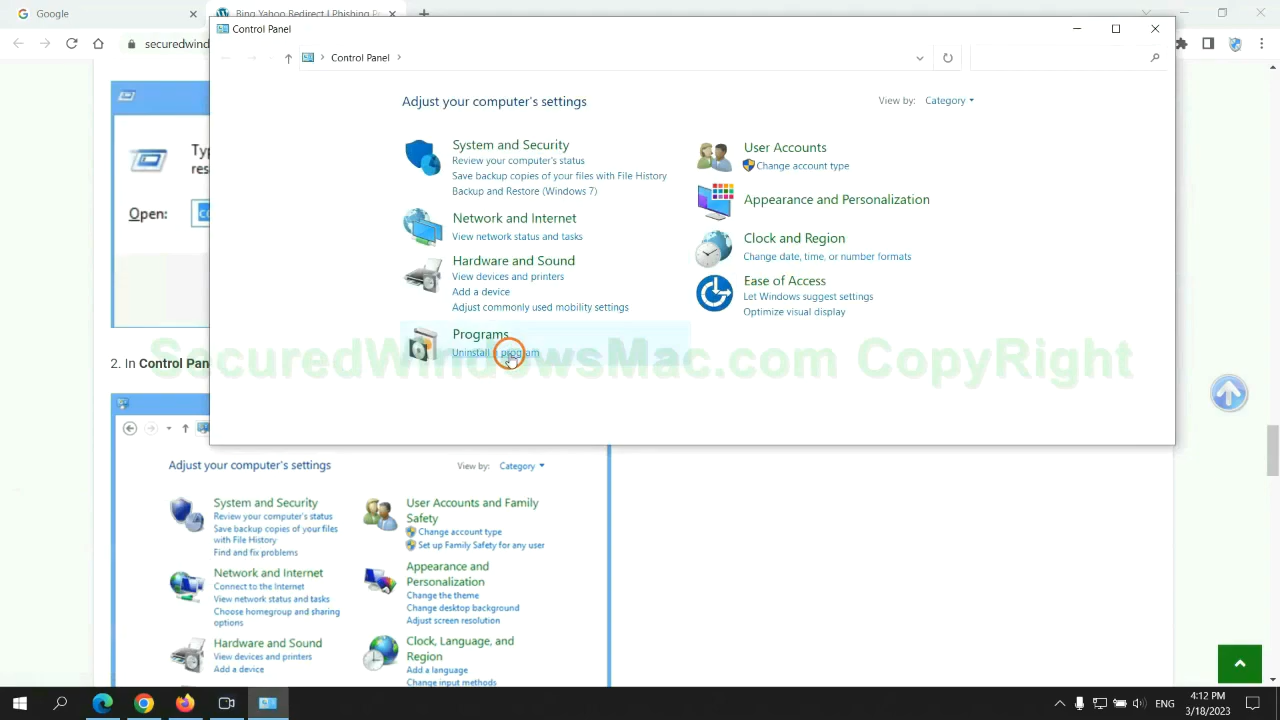 Google
Bing Yahoo Redirect | Phishing
Control Panel
securedwind
Control Panel
Adjust your computer's settings
View by: Category
System and Security
Review your computer's status
Save backup copies of your files with File History
Backup and Restore (Windows 7)
Network and Internet
View network status and tasks
Hardware and Sound
View devices and printers
Add a device
Adjust commonly used mobility settings
Programs
Uninstall a program
User Accounts
Change account type
Appearance and Personalization
Clock and Region
Change date, time, or number formats
Ease of Access
Let Windows suggest settings
Optimize visual display
Typ
res
Open: co
SecuredWindowsMac.com CopyRight
2. In Control Pan
Adjust your computer's settings
View by: Category
System and Security
Review your computer's status
Save backup copies of your files
with File History
Find and fix problems
Network and Internet
Connect to the Internet
View network status and tasks
Choose homegroup and sharing
options
Hardware and Sound
View devices and printers
Add a device
User Accounts and Family
Safety
Change account type
Set up Family Safety for any user
Appearance and
Personalization
Change the theme
Change desktop background
Adjust screen resolution
Clock, Language, and
Region
Add a language
Change input methods
ENG
4:12 PM
3/18/2023